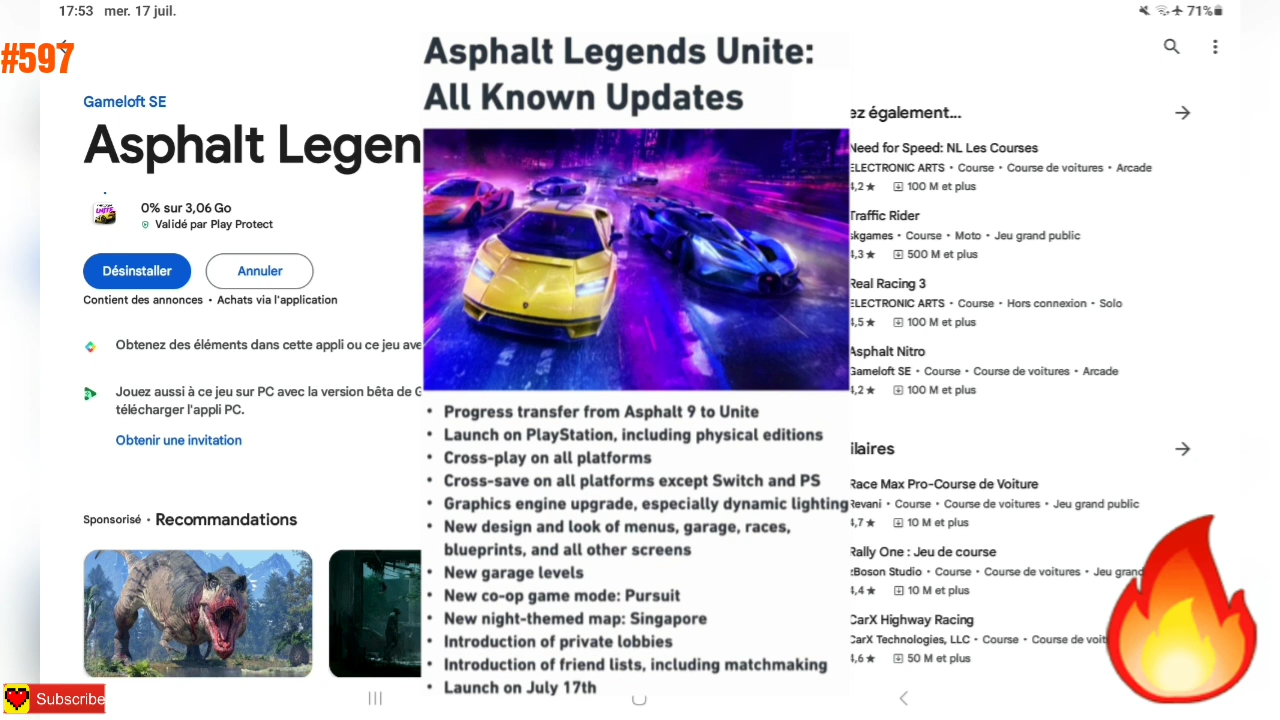 17:53 mer. 17 juil.
71%
#597
Gameloft SE
Asphalt Legen
0% sur 3,06 Go
Validé par Play Protect
Désinstaller
Annuler
Contient des annonces • Achats via l'application
Obtenez des éléments dans cette appli ou ce jeu ave
Jouez aussi à ce jeu sur PC avec la version bêta de G
télécharger l'appli PC.
Obtenir une invitation
Sponsorisé • Recommandations
Subscribe
Asphalt Legends Unite:
All Known Updates
• Progress transfer from Asphalt 9 to Unite
• Launch on PlayStation, including physical editions
• Cross-play on all platforms
• Cross-save on all platforms except Switch and PS
• Graphics engine upgrade, especially dynamic lighting
• New design and look of menus, garage, races,
blueprints, and all other screens
• New garage levels
• New co-op game mode: Pursuit
• New night-themed map: Singapore
• Introduction of private lobbies
• Introduction of friend lists, including matchmaking
• Launch on July 17th
ez également...
Need for Speed: NL Les Courses
ELECTRONIC ARTS • Course • Course de voitures • Arcade
4,2 ★ 100 M et plus
Traffic Rider
skgames • Course • Moto • Jeu grand public
4,3 ★ 500 M et plus
Real Racing 3
ELECTRONIC ARTS • Course • Hors connexion • Solo
4,5 ★ 100 M et plus
Asphalt Nitro
Gameloft SE • Course • Course de voitures • Arcade
4,2 ★ 100 M et plus
ilaires
Race Max Pro-Course de Voiture
Revani • Course • Course de voitures • Jeu grand public
4,7 ★ 10 M et plus
Rally One : Jeu de course
zBoson Studio • Course • Course de voitures • Jeu grand
4,4 ★ 10 M et plus
CarX Highway Racing
CarX Technologies, LLC • Course • Course de voit
4,6 ★ 50 M et plus